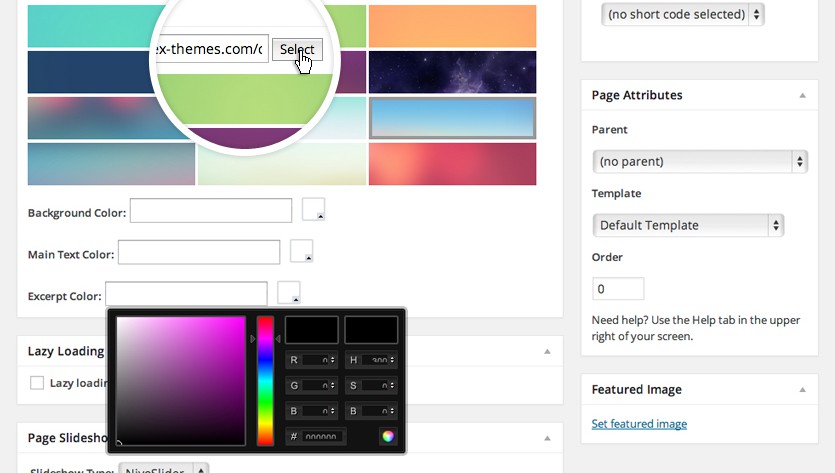 (no short code selected)
ex-themes.com/c
Select
Page Attributes
Parent
(no parent)
Template
Default Template
Order
0
Need help? Use the Help tab in the upper
right of your screen.
Featured Image
Set featured image
Background Color:
Main Text Color:
Excerpt Color:
R 0 H 300
G 0 S 0
B 0 B 0
# 000000
Lazy Loading
Lazy loadin
Page Slidesho
Slideshow Type: NivoSlider